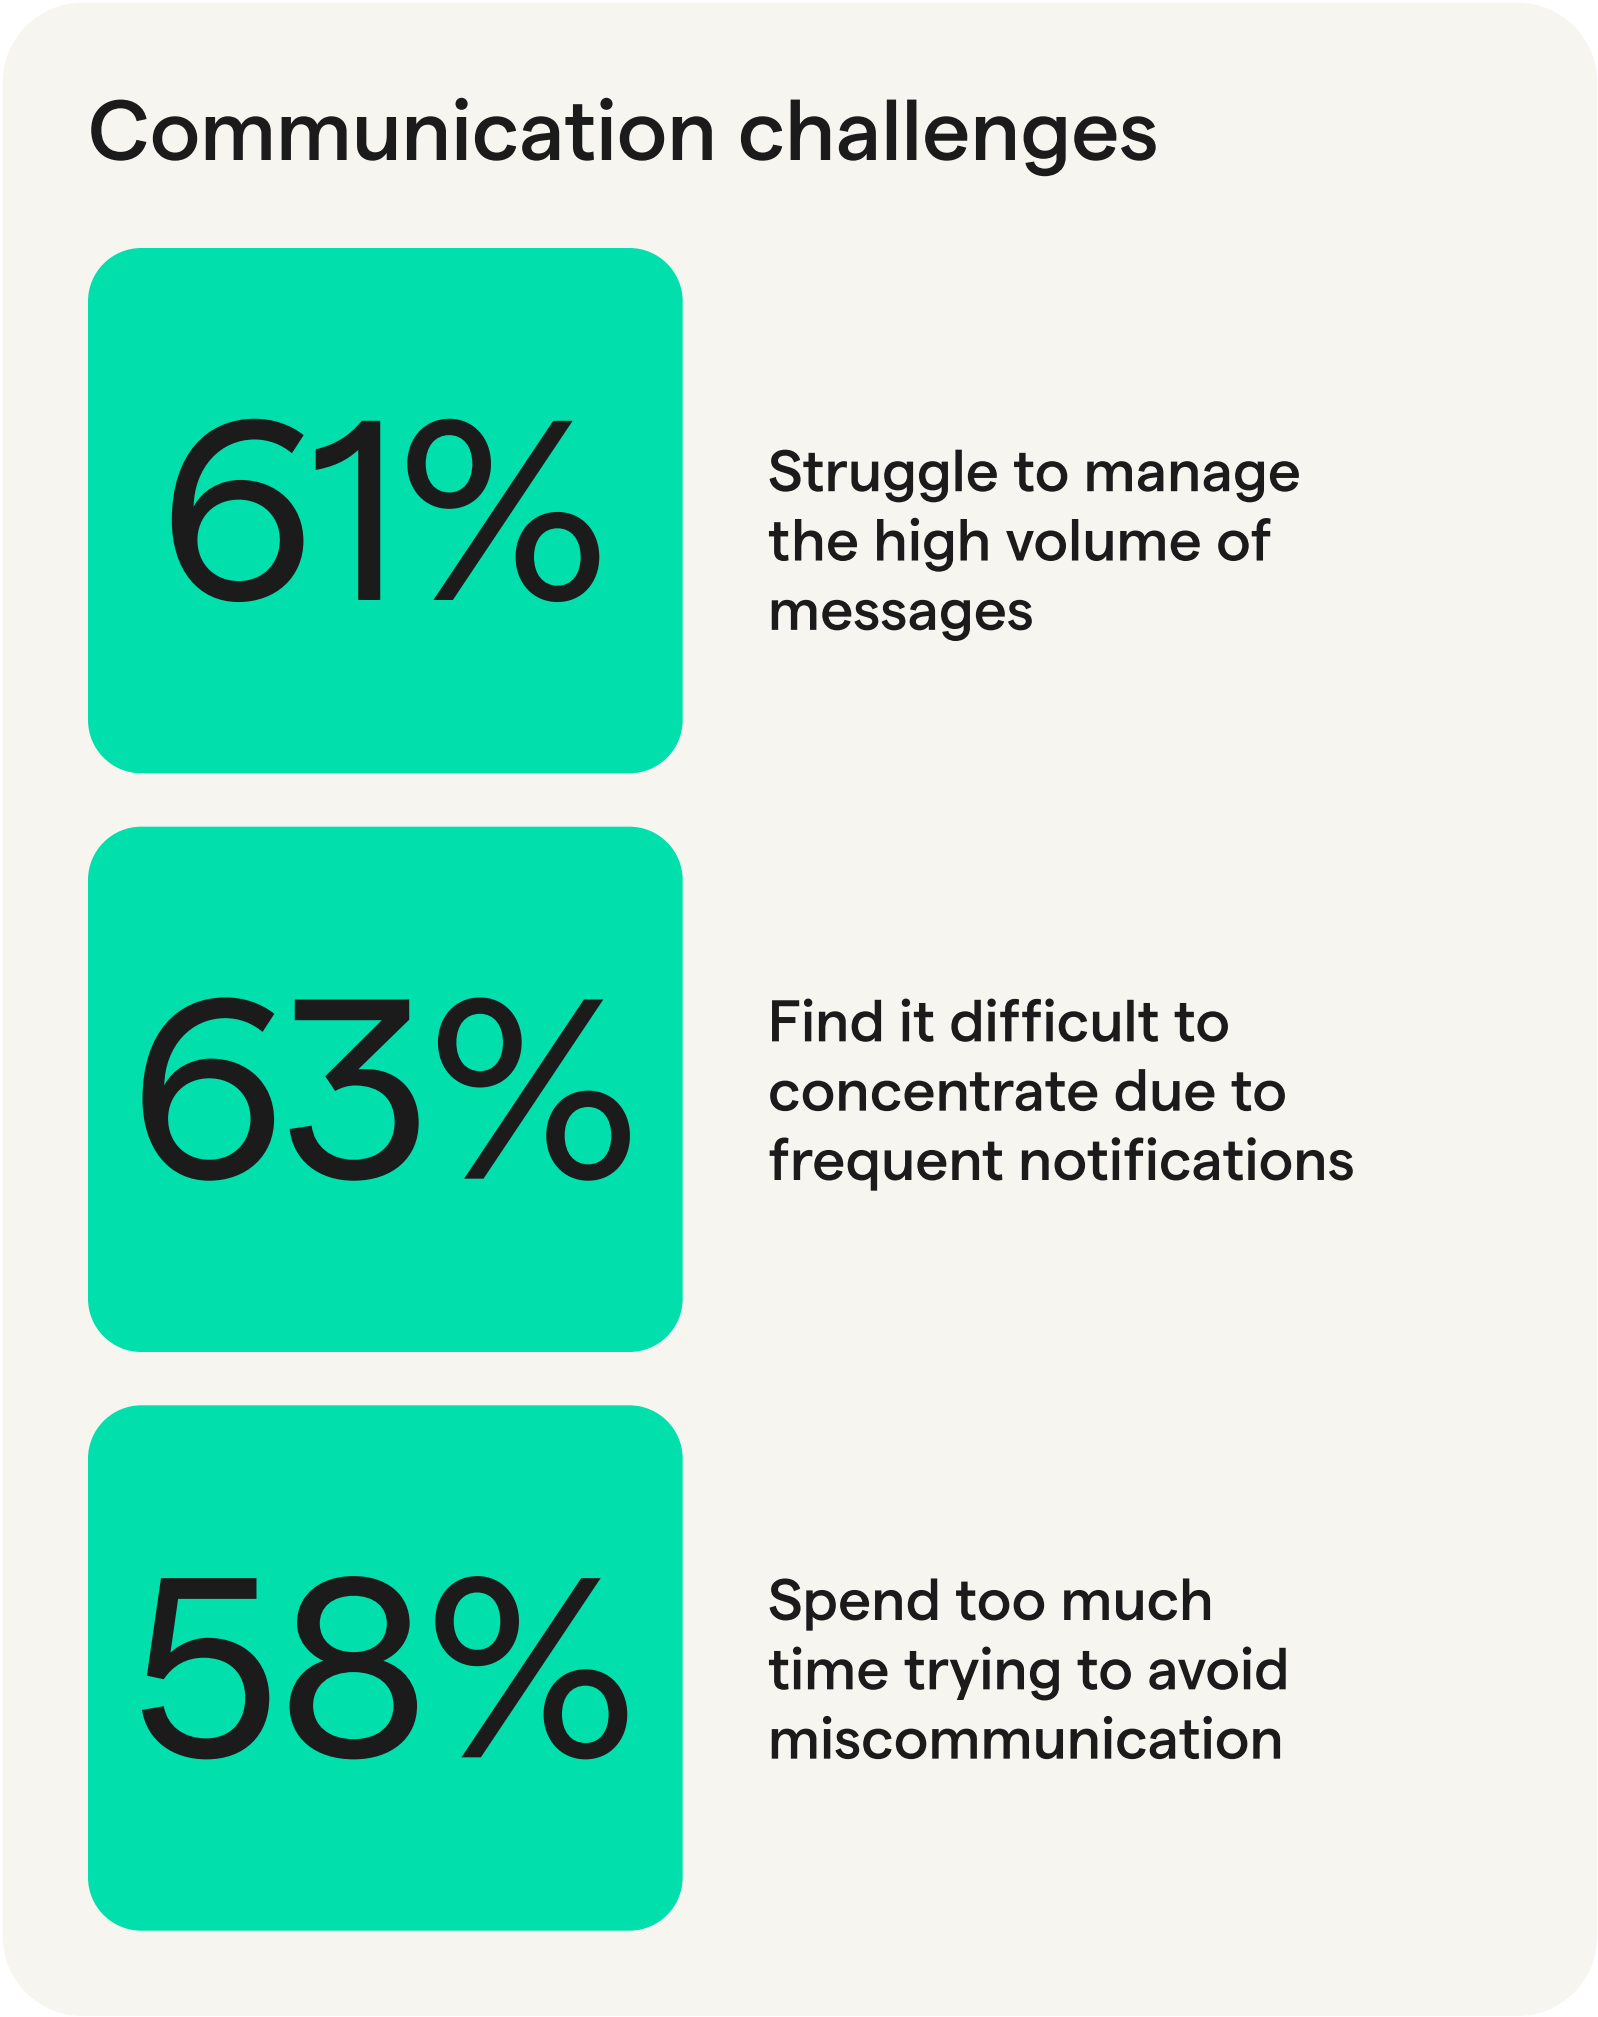 Communication challenges
61%
Struggle to manage
the high volume of
messages
63%
Find it difficult to
concentrate due to
frequent notifications
58%
Spend too much
time trying to avoid
miscommunication